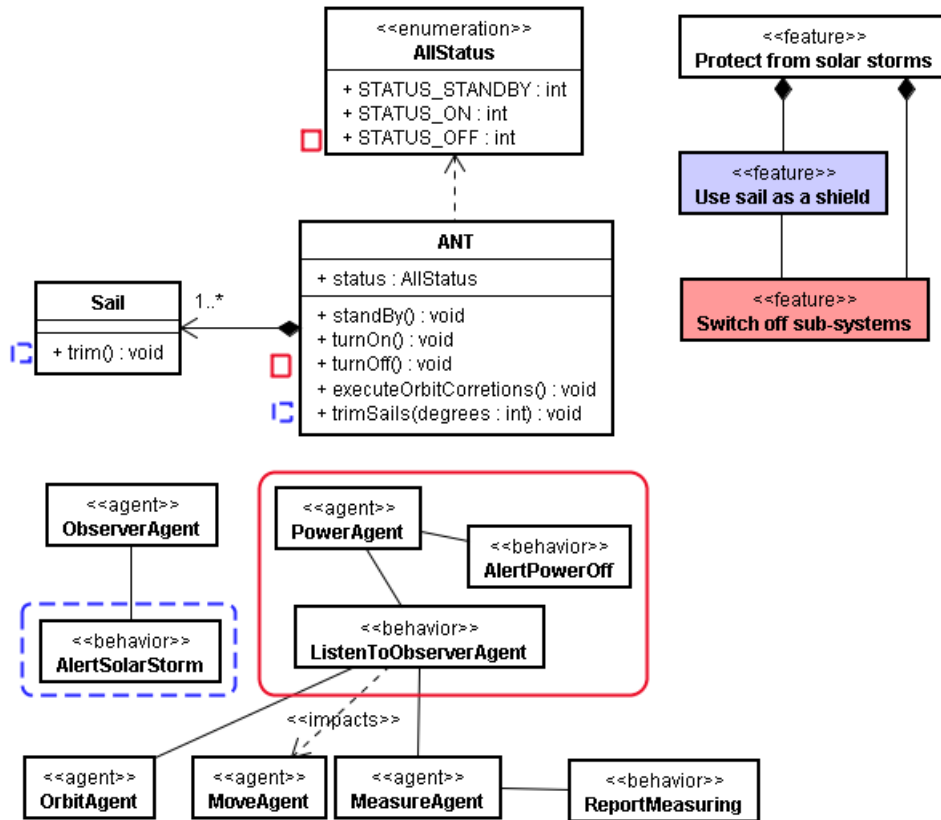 <<enumeration>>
AllStatus
+ STATUS_STANDBY : int
+ STATUS_ON : int
+ STATUS_OFF : int
<<feature>>
Protect from solar storms
<<feature>>
Use sail as a shield
<<feature>>
Switch off sub-systems
ANT
+ status : AllStatus
+ standBy() : void
+ turnOn() : void
+ turnOff() : void
+ executeOrbitCorretions() : void
+ trimSails(degrees : int) : void
1..*
Sail
+ trim() : void
<<agent>>
ObserverAgent
<<behavior>>
AlertSolarStorm
<<agent>>
PowerAgent
<<behavior>>
AlertPowerOff
<<behavior>>
ListenToObserverAgent
<<impacts>>
<<agent>>
OrbitAgent
<<agent>>
MoveAgent
<<agent>>
MeasureAgent
<<behavior>>
ReportMeasuring